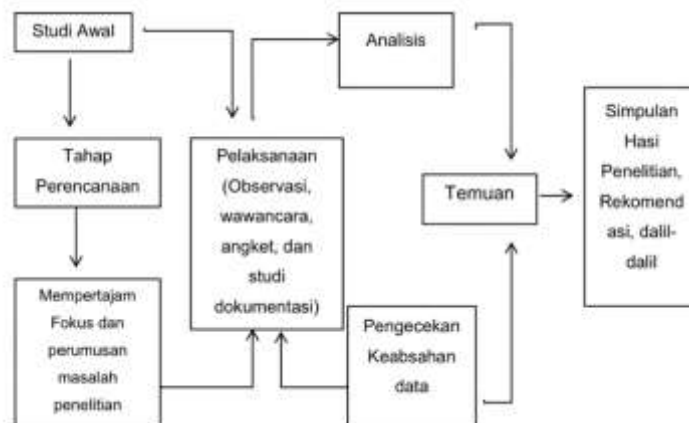 Studi Awal
Tahap
Perencanaan
Mempertajam
Fokus dan
perumusan
masalah
penelitian
Pelaksanaan
(Observasi,
wawancara,
angket, dan
studi
dokumentasi)
Analisis
Pengecekan
Keabsahan
data
Temuan
Simpulan
Hasi
Penelitian,
Rekomend
asi, dalil-
dalil